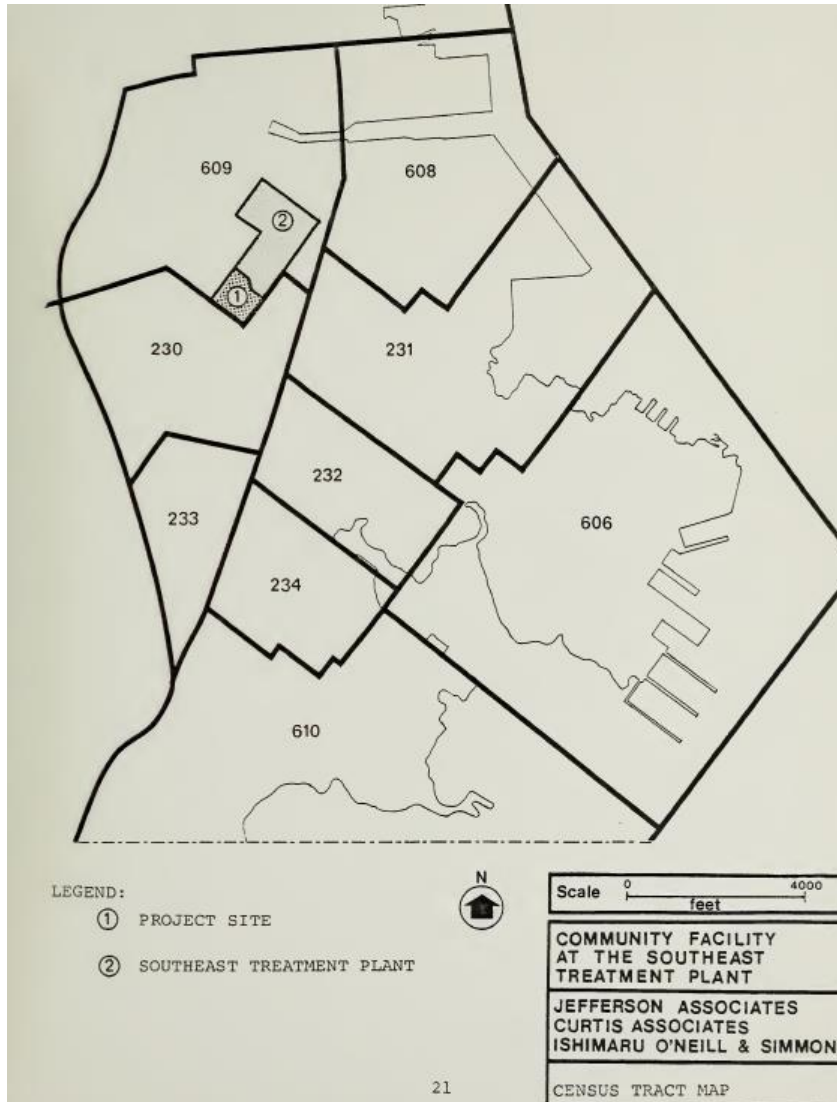 609
608
2
1
230
231
232
233
606
234
610
LEGEND:
1 PROJECT SITE
2 SOUTHEAST TREATMENT PLANT
N
Scale 0 4000
feet
COMMUNITY FACILITY
AT THE SOUTHEAST
TREATMENT PLANT
JEFFERSON ASSOCIATES
CURTIS ASSOCIATES
ISHIMARU O'NEILL & SIMMON
21
CENSUS TRACT MAP